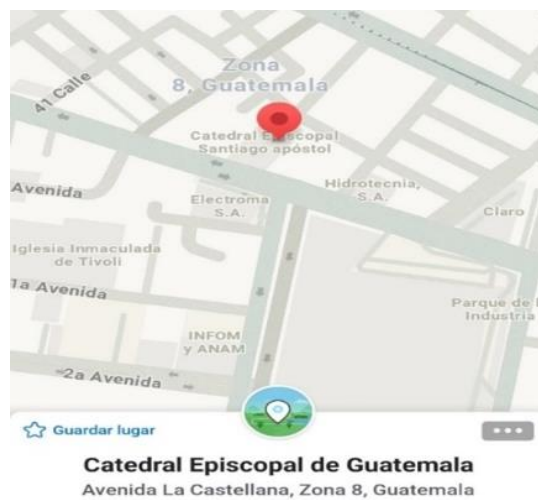 Zona
8, Guatemala
41 Calle
Catedral Episcopal
Santiago apóstol
Avenida
Electroma
S.A.
Hidrotecnia,
S.A.
Claro
Iglesia Inmaculada
de Tivoli
1a Avenida
Parque de l
Industria
INFOM
y ANAM
2a Avenida
Guardar lugar
Catedral Episcopal de Guatemala
Avenida La Castellana, Zona 8, Guatemala